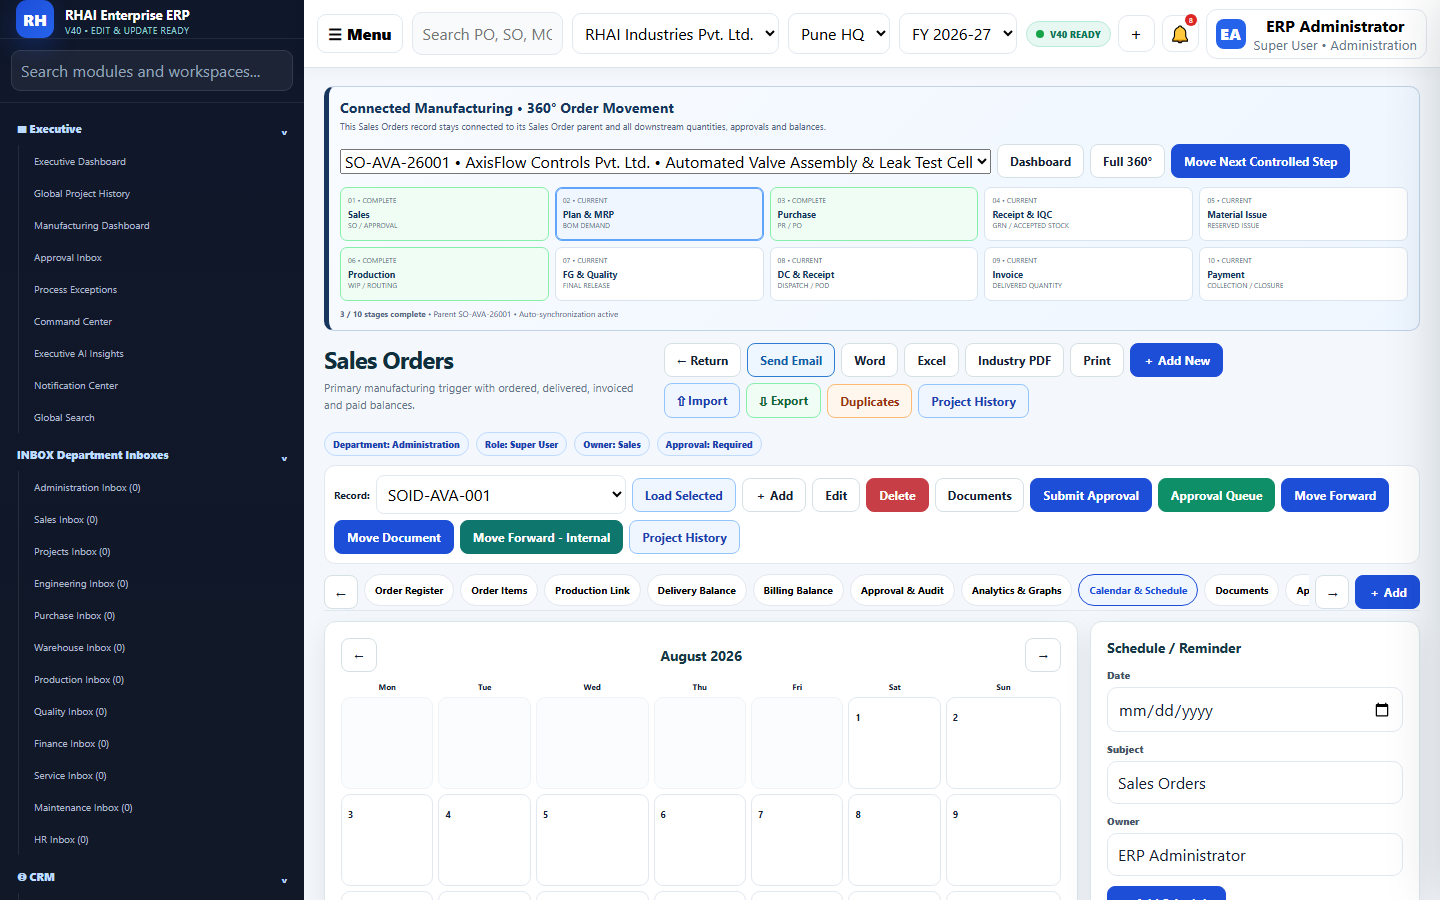 RH
RHAI Enterprise ERP
V40 • EDIT & UPDATE READY
Search modules and workspaces...
Executive
Executive Dashboard
Global Project History
Manufacturing Dashboard
Approval Inbox
Process Exceptions
Command Center
Executive AI Insights
Notification Center
Global Search
INBOX Department Inboxes
Administration Inbox (0)
Sales Inbox (0)
Projects Inbox (0)
Engineering Inbox (0)
Purchase Inbox (0)
Warehouse Inbox (0)
Production Inbox (0)
Quality Inbox (0)
Finance Inbox (0)
Service Inbox (0)
Maintenance Inbox (0)
HR Inbox (0)
CRM
☰ Menu
Search PO, SO, MC
RHAI Industries Pvt. Ltd.
Pune HQ
FY 2026-27
V40 READY
+
8
EA
ERP Administrator
Super User • Administration
Connected Manufacturing • 360° Order Movement
This Sales Orders record stays connected to its Sales Order parent and all downstream quantities, approvals and balances.
SO-AVA-26001 • AxisFlow Controls Pvt. Ltd. • Automated Valve Assembly & Leak Test Cell
Dashboard
Full 360°
Move Next Controlled Step
01 • COMPLETE
Sales
SO / APPROVAL
02 • CURRENT
Plan & MRP
BOM DEMAND
03 • COMPLETE
Purchase
PR / PO
04 • CURRENT
Receipt & IQC
GRN / ACCEPTED STOCK
05 • CURRENT
Material Issue
RESERVED ISSUE
06 • COMPLETE
Production
WIP / ROUTING
07 • CURRENT
FG & Quality
FINAL RELEASE
08 • CURRENT
DC & Receipt
DISPATCH / POD
09 • CURRENT
Invoice
DELIVERED QUANTITY
10 • CURRENT
Payment
COLLECTION / CLOSURE
3 / 10 stages complete • Parent SO-AVA-26001 • Auto-synchronization active
Sales Orders
Primary manufacturing trigger with ordered, delivered, invoiced
and paid balances.
← Return
Send Email
Word
Excel
Industry PDF
Print
+ Add New
⇧ Import
⇩ Export
Duplicates
Project History
Department: Administration
Role: Super User
Owner: Sales
Approval: Required
Record:
SOID-AVA-001
Load Selected
+ Add
Edit
Delete
Documents
Submit Approval
Approval Queue
Move Forward
Move Document
Move Forward - Internal
Project History
←
Order Register
Order Items
Production Link
Delivery Balance
Billing Balance
Approval & Audit
Analytics & Graphs
Calendar & Schedule
Documents
Ap
→
+ Add
←
August 2026
→
Mon Tue Wed Thu Fri Sat Sun
1 2
3 4 5 6 7 8 9
Schedule / Reminder
Date
mm/dd/yyyy
Subject
Sales Orders
Owner
ERP Administrator